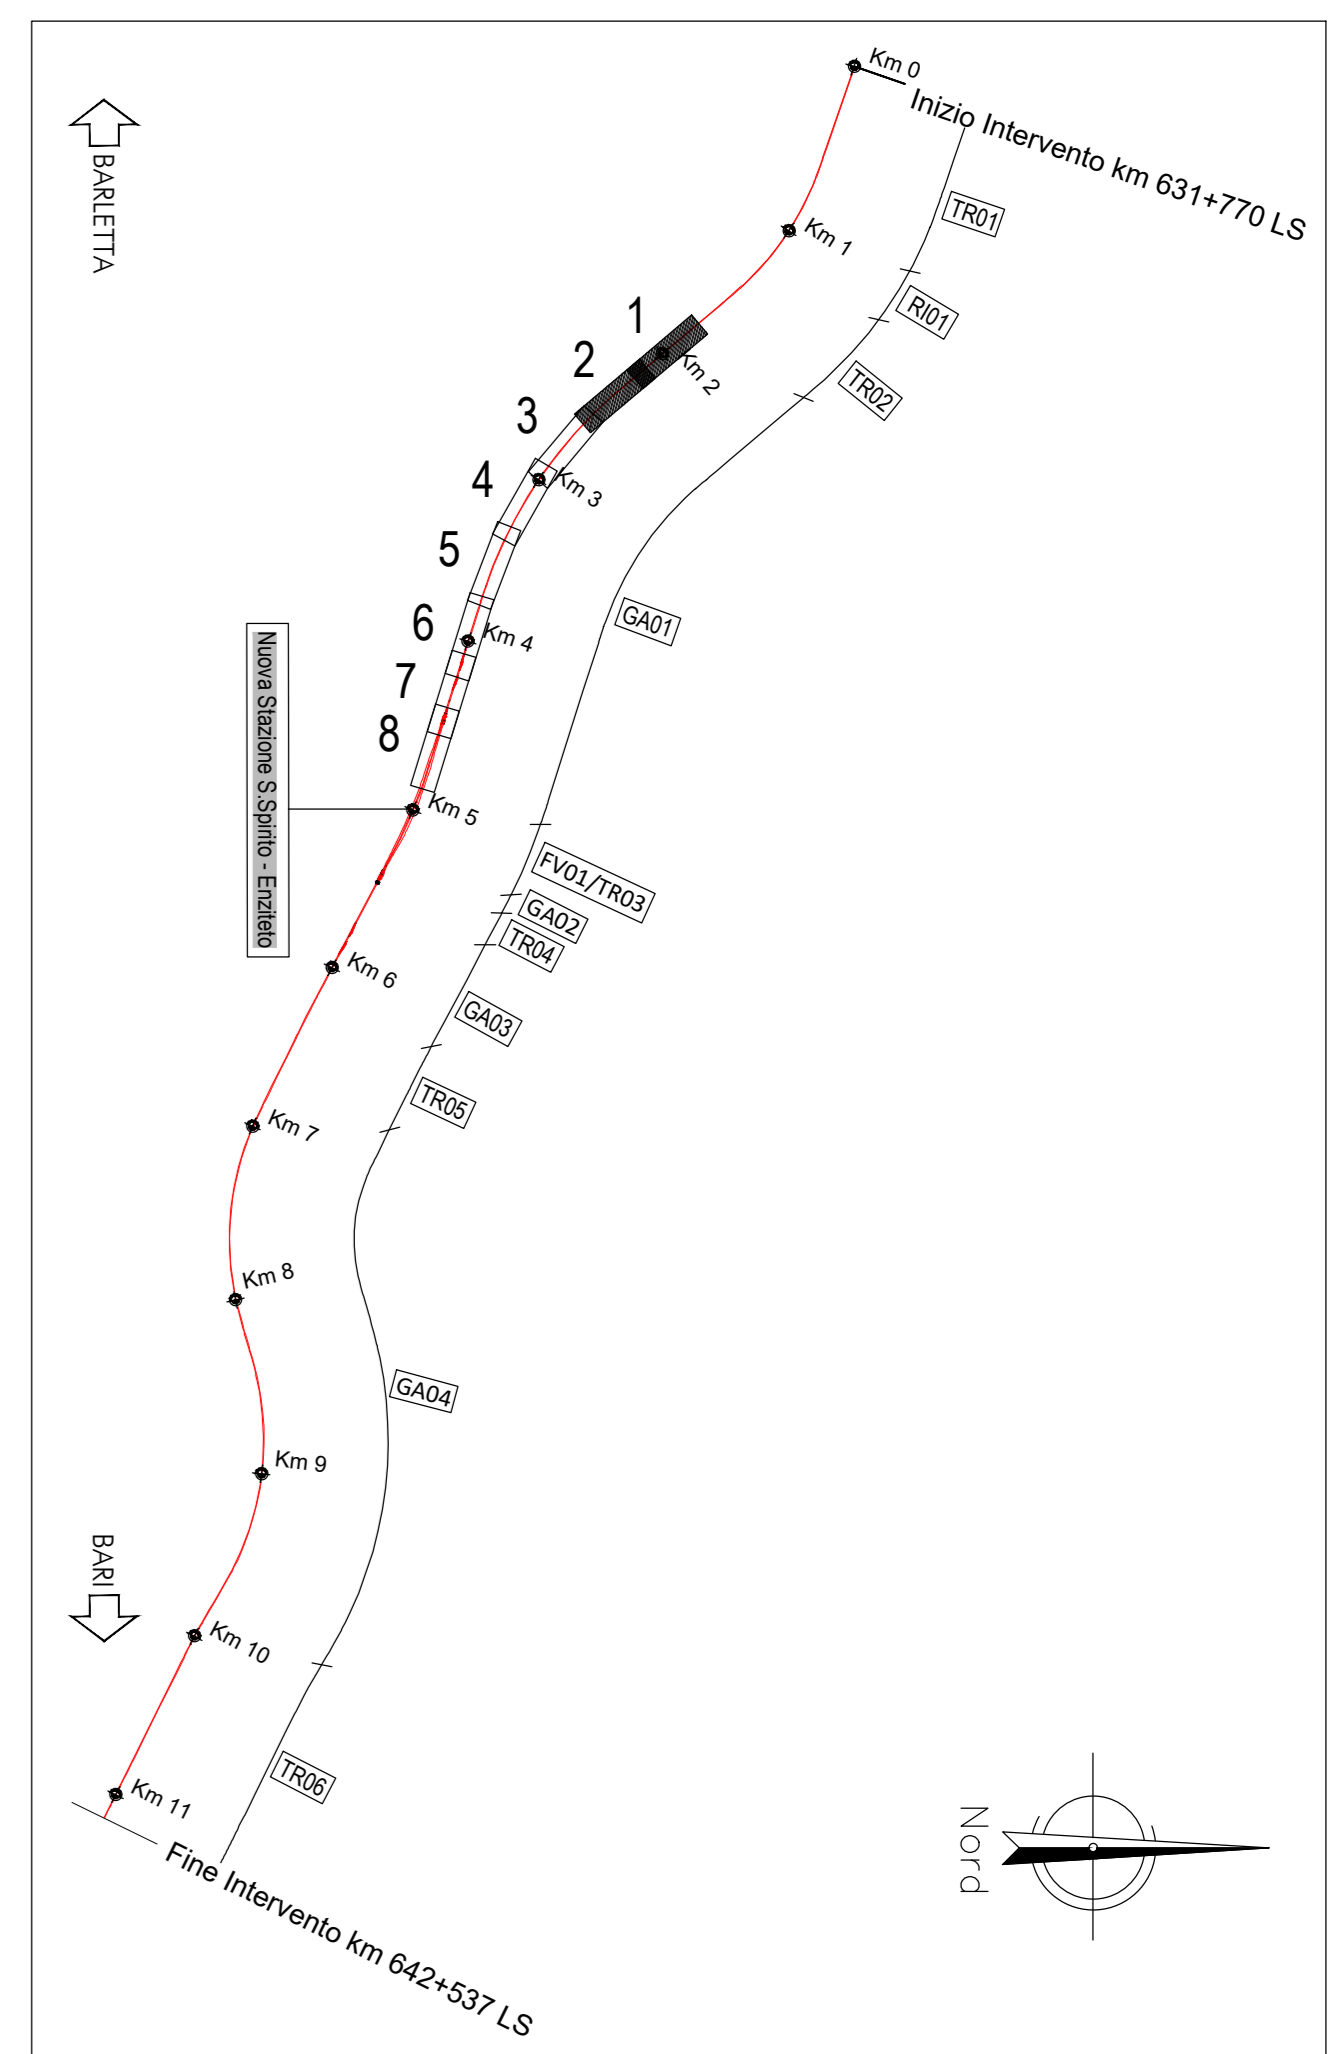 Km 0
Inizio Intervento km 631+770 LS
BARLETTA
TR01
Km 1
RI01
1
Km 2
2
TR02
3
Km 3
4
5
GA01
6
Km 4
7
8
Nuova Stazione S.Spirito - Enziteto
Km 5
FV01/TR03
GA02
TR04
Km 6
GA03
TR05
Km 7
Km 8
GA04
Km 9
BARI
Km 10
TR06
Km 11
Nord
Fine Intervento km 642+537 LS